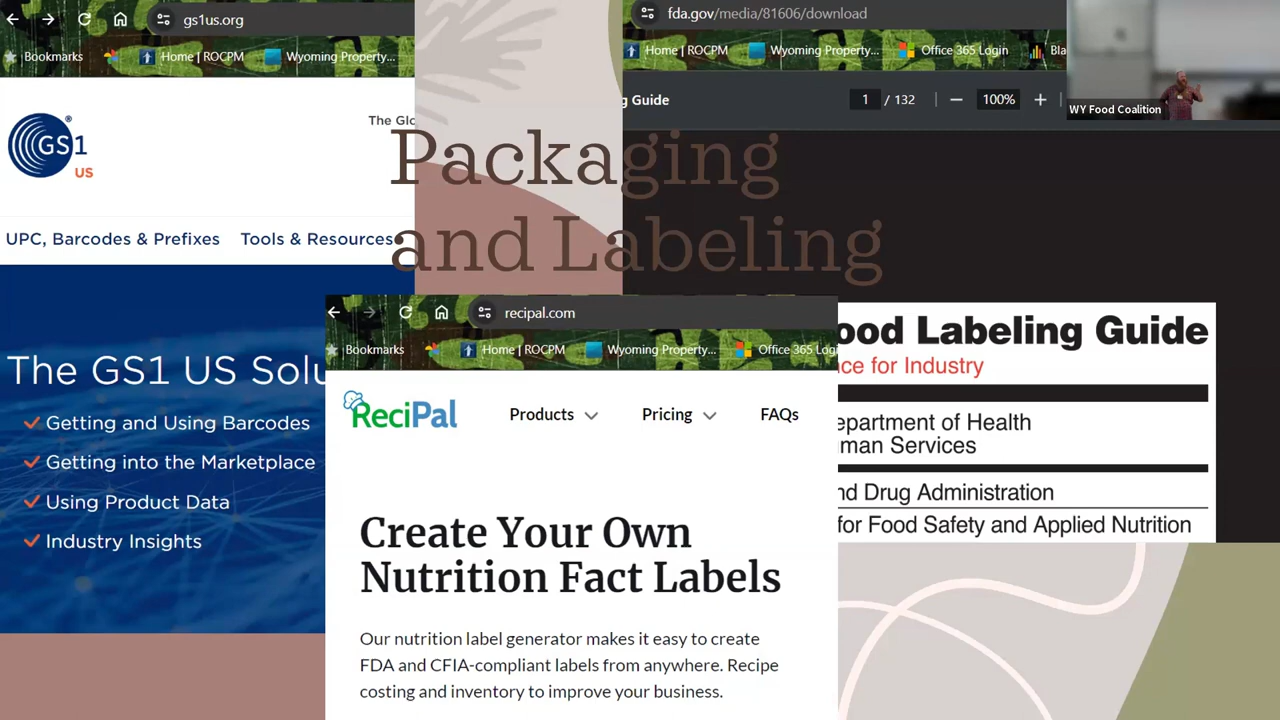 gs1us.org
Bookmarks
Home | ROCPM
Wyoming Property...
GS1
US
The Glo
UPC, Barcodes & Prefixes
Tools & Resources
The GS1 US Solu
Getting and Using Barcodes
Getting into the Marketplace
Using Product Data
Industry Insights
fda.gov/media/81606/download
Home | ROCPM
Wyoming Property...
Office 365 Login
Bla
g Guide
1 / 132
100%
WY Food Coalition
Packaging
and Labeling
recipal.com
Bookmarks
Home | ROCPM
Wyoming Property...
Office 365 Logi
ReciPal
Products
Pricing
FAQs
Create Your Own
Nutrition Fact Labels
Our nutrition label generator makes it easy to create
FDA and CFIA-compliant labels from anywhere. Recipe
costing and inventory to improve your business.
ood Labeling Guide
ce for Industry
epartment of Health
man Services
nd Drug Administration
for Food Safety and Applied Nutrition